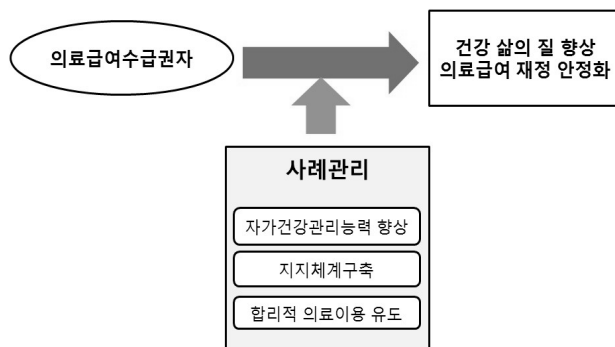 의료급여수급권자
건강 삶의 질 향상
의료급여 재정 안정화
사례관리
자가건강관리능력 향상
지지체계구축
합리적 의료이용 유도